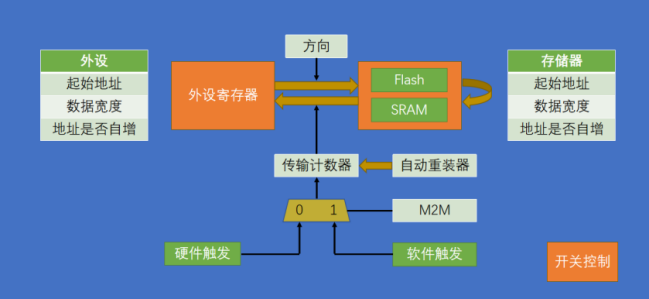 方向
外设
起始地址
数据宽度
地址是否自增
外设寄存器
Flash
SRAM
存储器
起始地址
数据宽度
地址是否自增
传输计数器
自动重装器
0 1
M2M
硬件触发
软件触发
开关控制